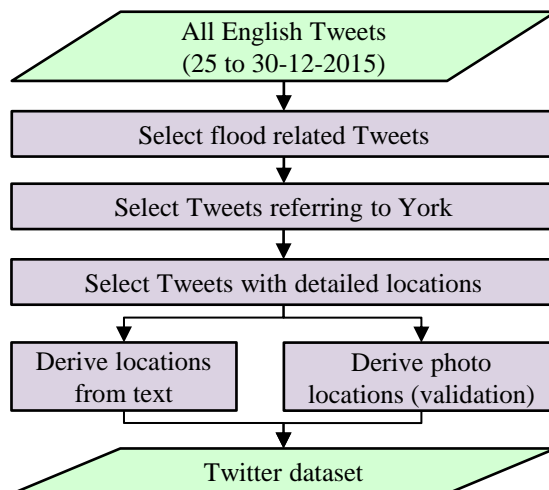 All English Tweets
(25 to 30-12-2015)
Select flood related Tweets
Select Tweets referring to York
Select Tweets with detailed locations
Derive locations
from text
Derive photo
locations (validation)
Twitter dataset